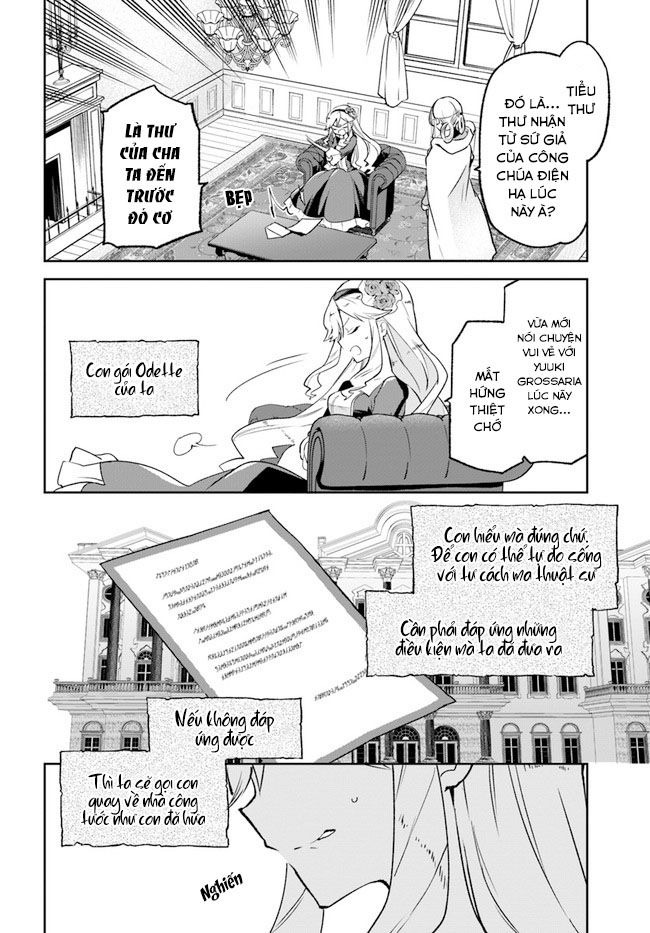 TIỂU
THƯ
ĐÓ LÀ...
THƯ NHẬN
TỪ SỨ GIẢ
CỦA CÔNG
CHÚA ĐIỆN
HẠ LÚC
NÀY À?
LÀ THƯ
CỦA CHA
TA ĐẾN
TRƯỚC
ĐÓ CƠ
BẸP
VỪA MỚI
NÓI CHUYỆN
VUI VẺ VỚI
YUUKI
GROSSARIA
LÚC NÃY
XONG...
MẤT
HỨNG
THIỆT
CHỚ
Con gái Odette
của ta
Con hiểu mà đúng chứ.
Để con có thể tự do sống
với tư cách ma thuật sư
Cần phải đáp ứng những
điều kiện mà ta đã đưa ra
Nếu không đáp
ứng được
Thì ta sẽ gọi con
quay về nhà công
tước như con đã hứa
Nghiến